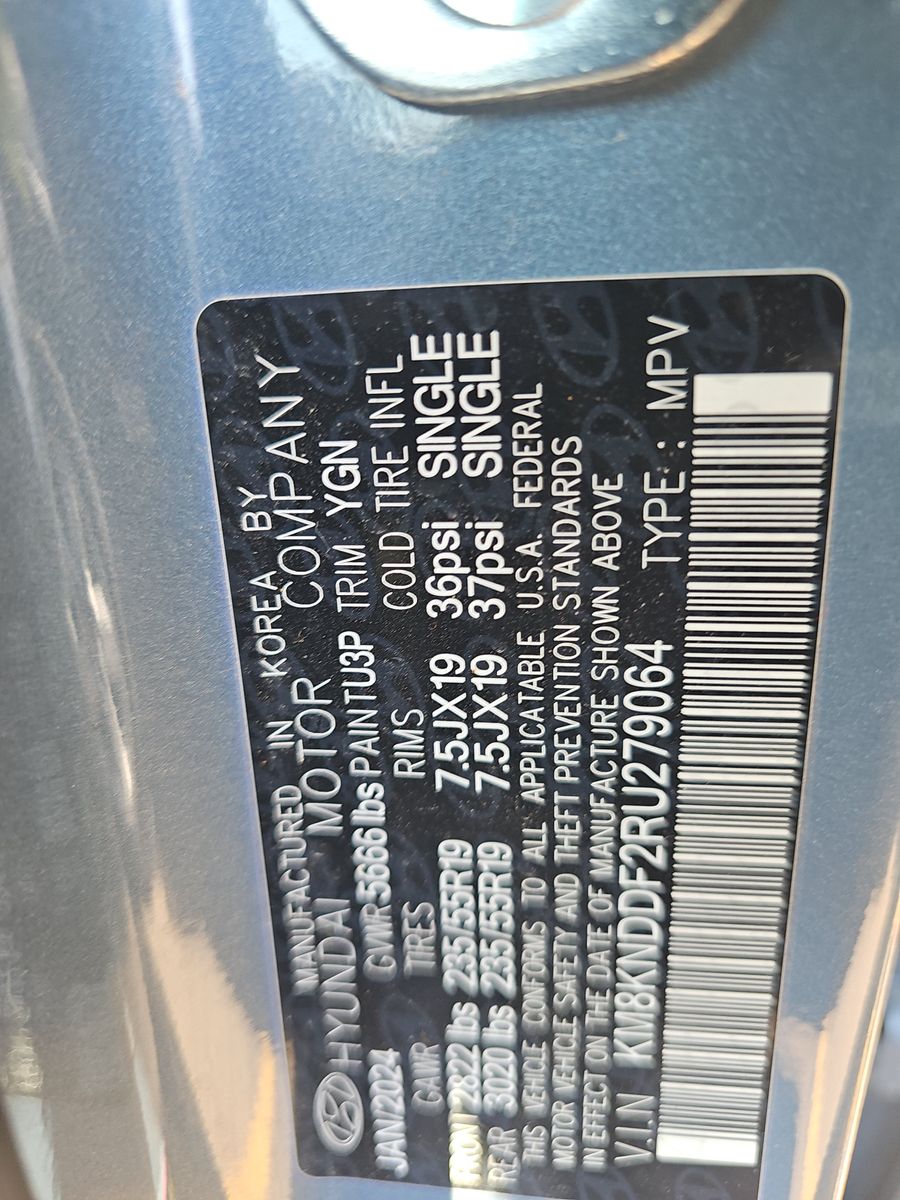 MANUFACTURED IN KOREA BY
HYUNDAI MOTOR COMPANY
JAN/2024 GVWR 5666 lbs PAINT U3P TRIM YGN
GAWR TIRES RIMS COLD TIRE INFL
FRONT 2822 lbs 235/55R19 7.5JX19 36psi SINGLE
REAR 3020 lbs 235/55R19 7.5JX19 37psi SINGLE
THIS VEHICLE CONFORMS TO ALL APPLICATABLE U.S.A. FEDERAL
MOTOR VEHICLE SAFETY AND THEFT PREVENTION STANDARDS
IN EFFECT ON THE DATE OF MANUFACTURE SHOWN ABOVE
V.I.N KM8KNDDF2RU279064 TYPE : MPV